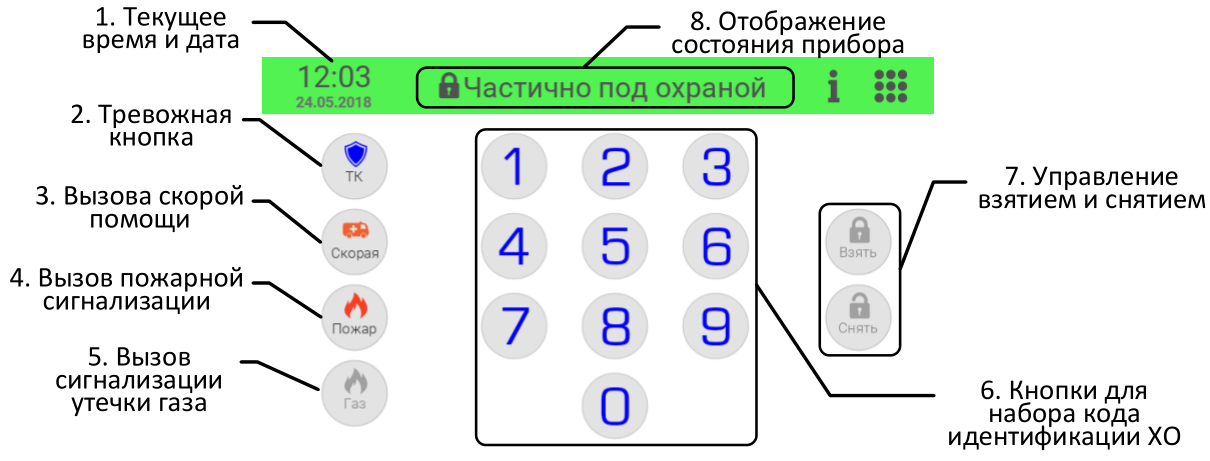 1. Текущее
время и дата
8. Отображение
состояния прибора
12:03
24.05.2018
Частично под охраной
i
2. Тревожная
кнопка
ТК
1 2 3
3. Вызова скорой
помощи
Скорая
4 5 6
7. Управление
взятием и снятием
Взять
4. Вызов пожарной
сигнализации
Пожар
7 8 9
Снять
5. Вызов
сигнализации
утечки газа
Газ
0
6. Кнопки для
набора кода
идентификации ХО